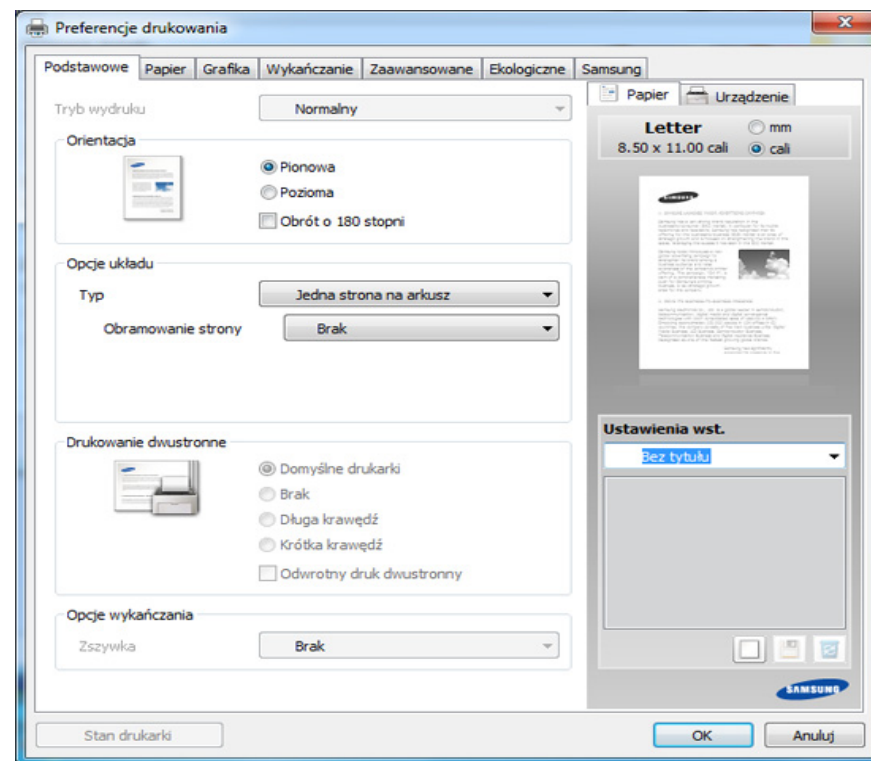 Preferencje drukowania
Podstawowe Papier Grafika Wykańczanie Zaawansowane Ekologiczne Samsung
Tryb wydruku Normalny
Orientacja
Pionowa
Pozioma
Obrót o 180 stopni
Opcje układu
Typ Jedna strona na arkusz
Obramowanie strony Brak
Drukowanie dwustronne
Domyślne drukarki
Brak
Długa krawędź
Krótka krawędź
Odwrotny druk dwustronny
Opcje wykańczania
Zszywka Brak
Papier Urządzenie
Letter mm
8.50 x 11.00 cali cali
SAMSUNG
Ustawienia wst.
Bez tytułu
SAMSUNG
Stan drukarki OK Anuluj